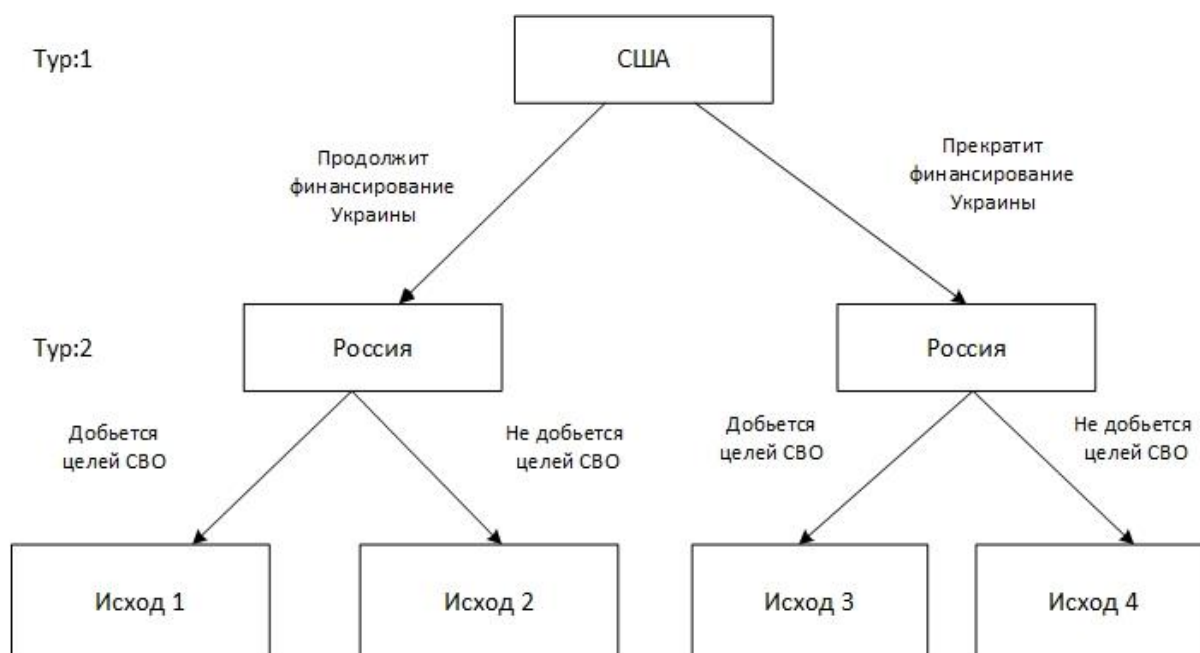 Тур:1
США
Продолжит
финансирование
Украины
Прекратит
финансирование
Украины
Тур:2
Россия
Россия
Добьется
целей СВО
Не добьется
целей СВО
Добьется
целей СВО
Не добьется
целей СВО
Исход 1
Исход 2
Исход 3
Исход 4